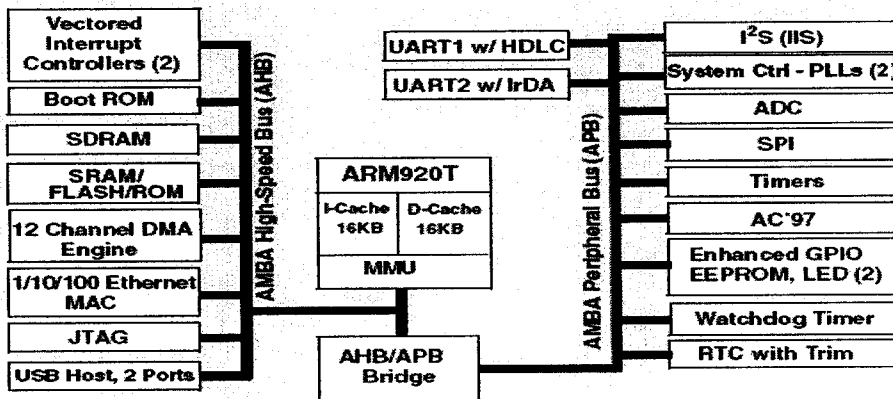 Vectored
Interrupt
Controllers (2)
Boot ROM
SDRAM
SRAM/
FLASH/ROM
12 Channel DMA
Engine
1/10/100 Ethernet
MAC
JTAG
USB Host, 2 Ports
AMBA High-Speed Bus (AHB)
ARM920T
I-Cache
16KB
D-Cache
16KB
MMU
AHB/APB
Bridge
UART1 w/ HDLC
UART2 w/ IrDA
AMBA Peripheral Bus (APB)
I²S (IIS)
System Ctrl - PLLs (2)
ADC
SPI
Timers
AC'97
Enhanced GPIO
EEPROM, LED (2)
Watchdog Timer
RTC with Trim